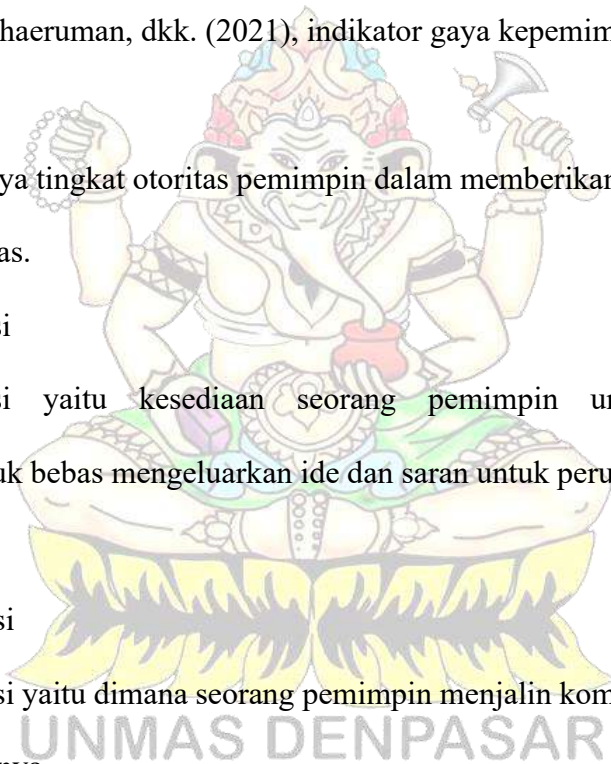 haeruman, dkk. (2021), indikator gaya kepemim
ya tingkat otoritas pemimpin dalam memberikan
as.
si
si yaitu kesediaan seorang pemimpin un
uk bebas mengeluarkan ide dan saran untuk peru
si
si yaitu dimana seorang pemimpin menjalin kom
UNMAS DENPASAR